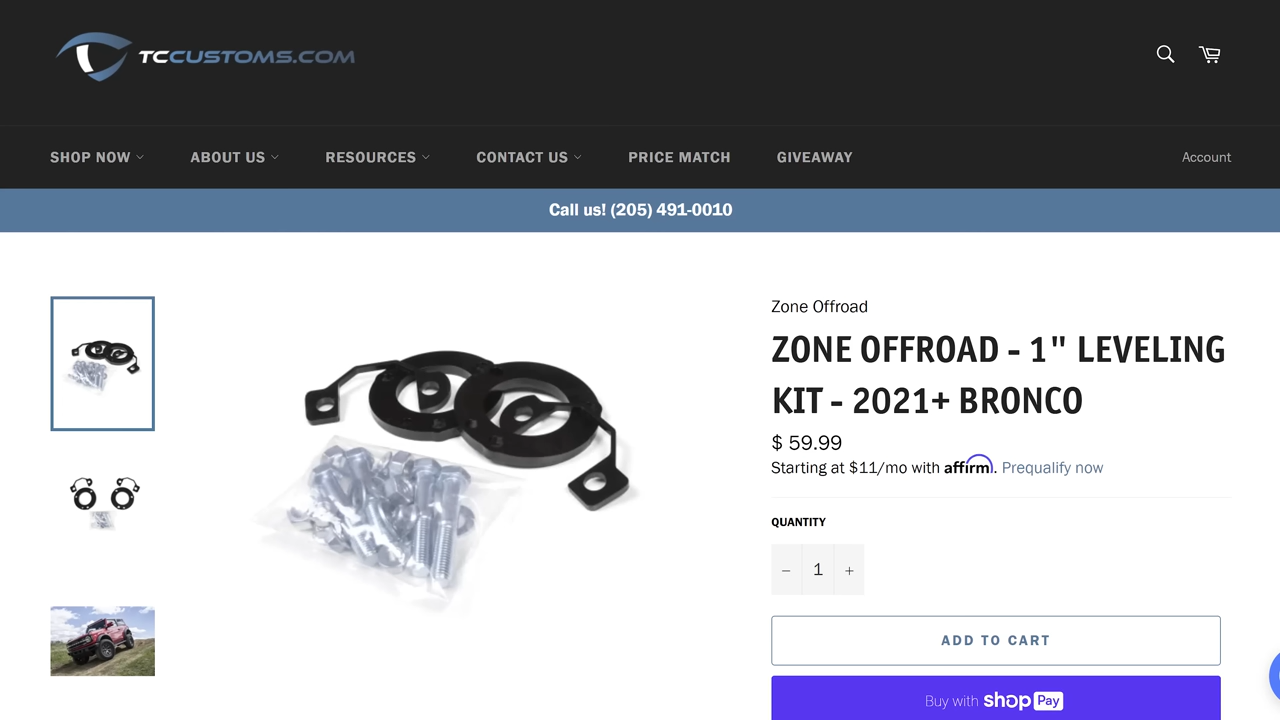 TCCUSTOMS.COM
SHOP NOW
ABOUT US
RESOURCES
CONTACT US
PRICE MATCH
GIVEAWAY
Account
Call us! (205) 491-0010
Zone Offroad
ZONE OFFROAD - 1" LEVELING
KIT - 2021+ BRONCO
$ 59.99
Starting at $11/mo with affirm. Prequalify now
QUANTITY
− 1 +
ADD TO CART
Buy with shop Pay